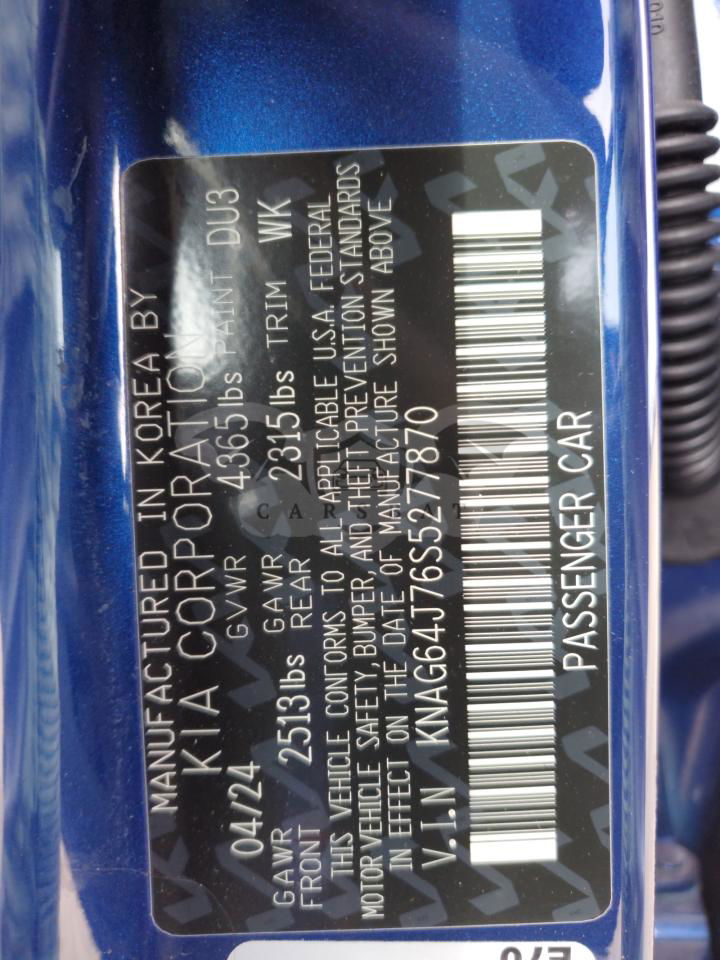 MANUFACTURED IN KOREA BY
KIA CORPORATION
04/24 GVWR 4365lbs PAINT DU3
GAWR FRONT 2513lbs GAWR REAR 2315lbs TRIM WK
THIS VEHICLE CONFORMS TO ALL APPLICABLE U.S.A. FEDERAL
MOTOR VEHICLE SAFETY, BUMPER, AND THEFT PREVENTION STANDARDS
IN EFFECT ON THE DATE OF MANUFACTURE SHOWN ABOVE
V.I.N KNAG64J76S5277870
PASSENGER CAR
CARSBAT